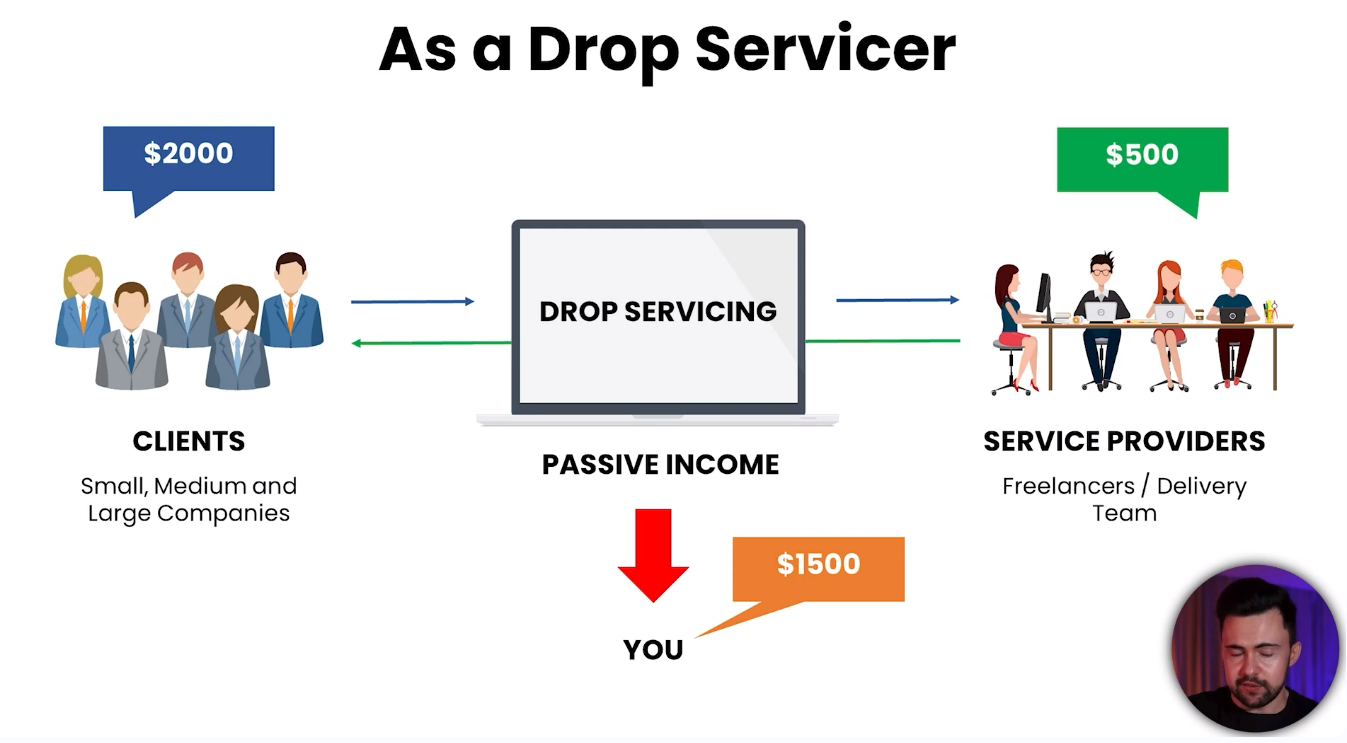 As a Drop Servicer
$2000
$500
DROP SERVICING
CLIENTS
Small, Medium and
Large Companies
PASSIVE INCOME
SERVICE PROVIDERS
Freelancers / Delivery
Team
$1500
YOU